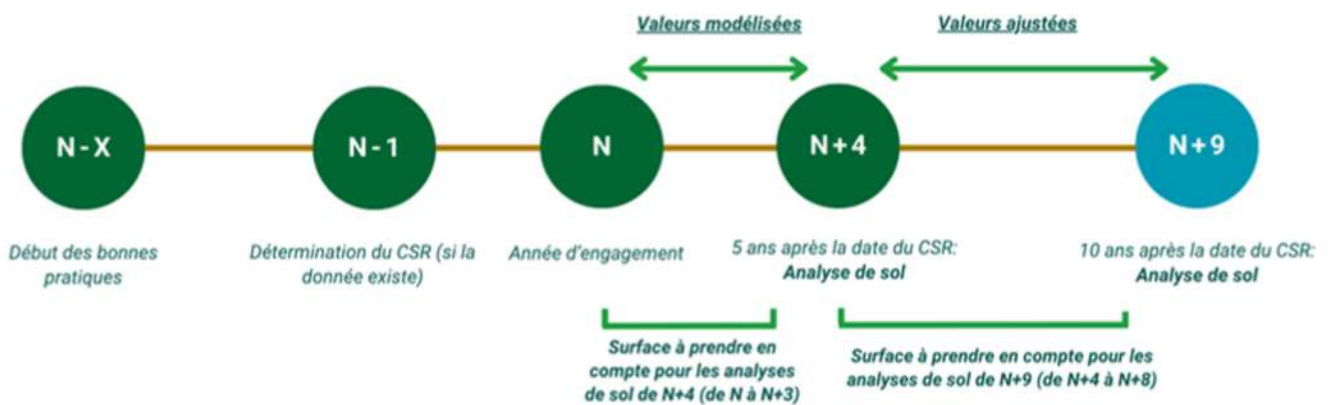 Valeurs modélisées
Valeurs ajustées
N - X
N - 1
N
N + 4
N + 9
Début des bonnes
pratiques
Détermination du CSR (si la
donnée existe)
Année d'engagement
5 ans après la date du CSR:
Analyse de sol
10 ans après la date du CSR:
Analyse de sol
Surface à prendre en
compte pour les analyses
de sol de N+4 (de N à N+3)
Surface à prendre en compte pour les
analyses de sol de N+9 (de N+4 à N+8)